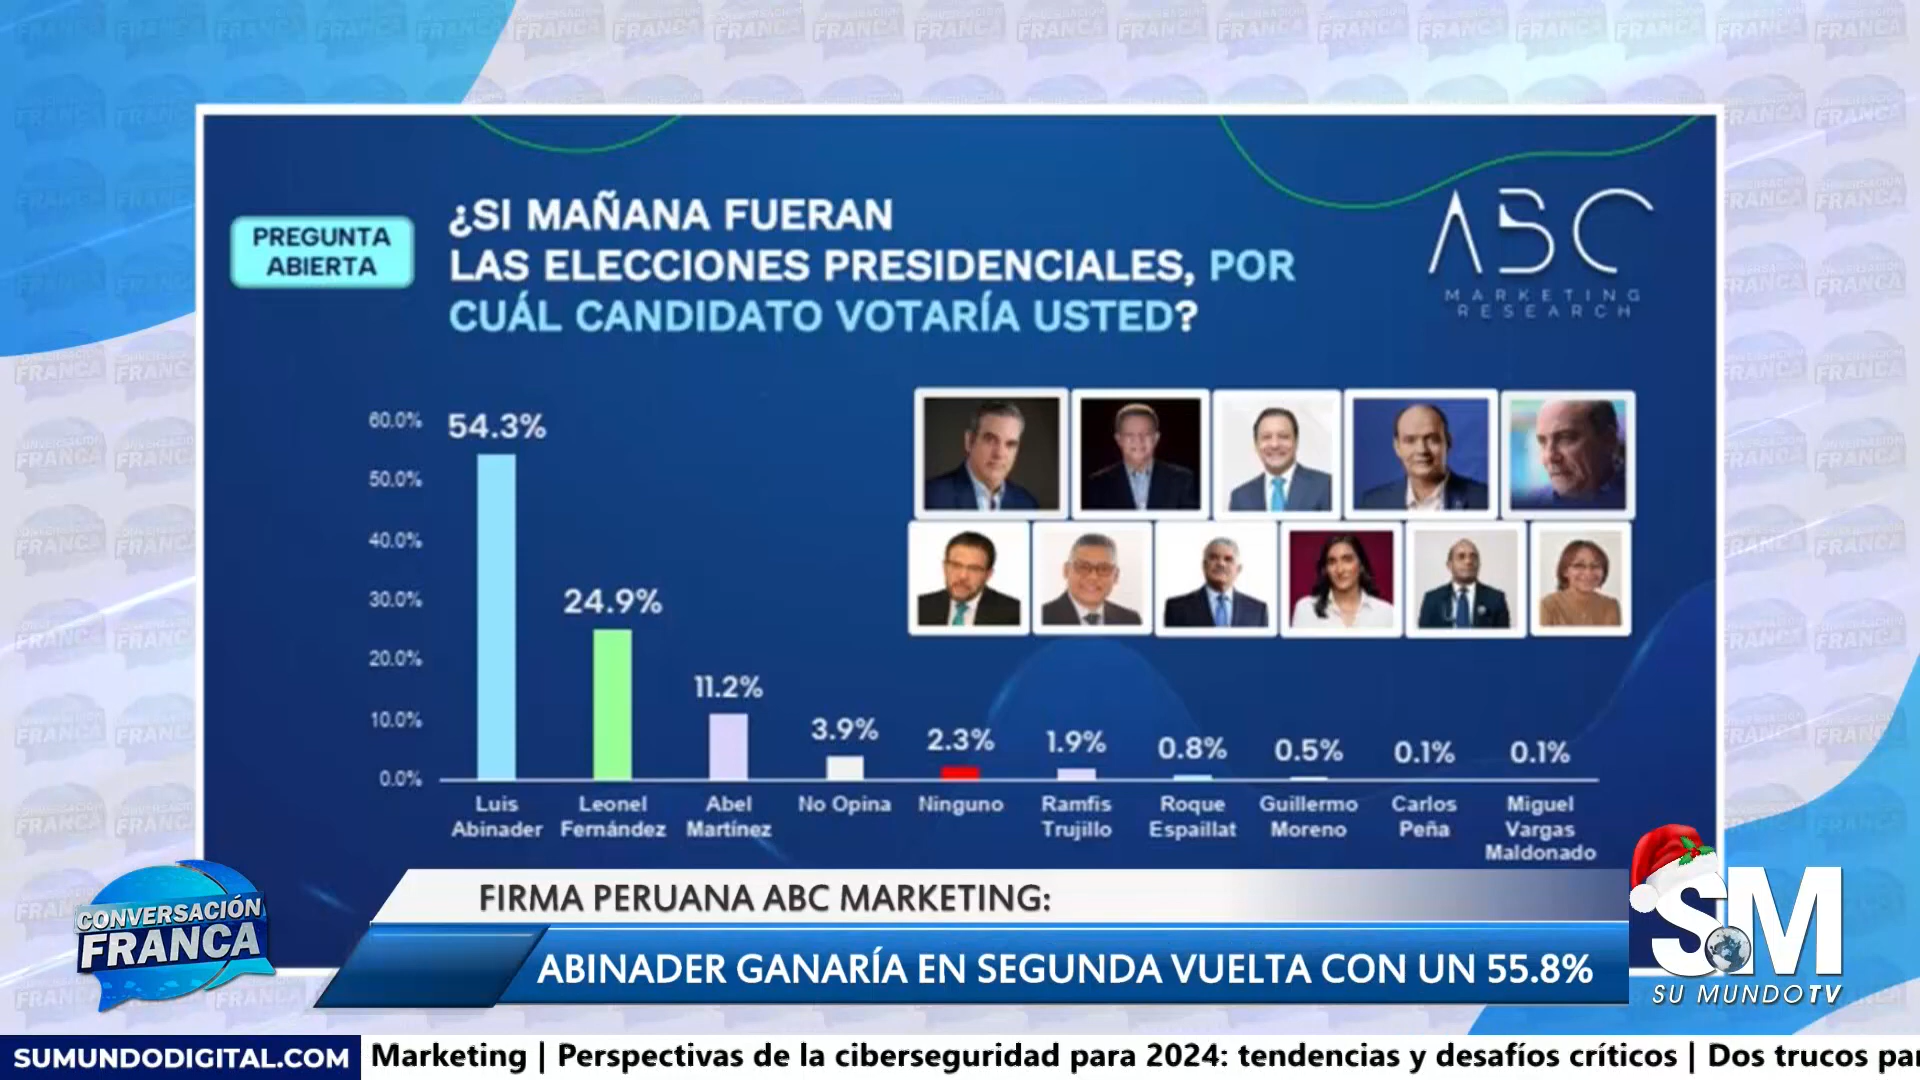 PREGUNTA
ABIERTA
¿SI MAÑANA FUERAN
LAS ELECCIONES PRESIDENCIALES, POR
CUÁL CANDIDATO VOTARÍA USTED?
ABC
MARKETING
RESEARCH
60.0%
50.0%
40.0%
30.0%
20.0%
10.0%
0.0%
54.3%
24.9%
11.2%
3.9%
2.3%
1.9%
0.8%
0.5%
0.1%
0.1%
Luis
Abinader
Leonel
Fernández
Abel
Martínez
No Opina
Ninguno
Ramfis
Trujillo
Roque
Espaillat
Guillermo
Moreno
Carlos
Peña
Miguel
Vargas
Maldonado
FIRMA PERUANA ABC MARKETING:
ABINADER GANARÍA EN SEGUNDA VUELTA CON UN 55.8%
CONVERSACIÓN
FRANCA
SM
SU MUNDO TV
SUMUNDODIGITAL.COM
Marketing | Perspectivas de la ciberseguridad para 2024: tendencias y desafíos críticos | Dos trucos pa